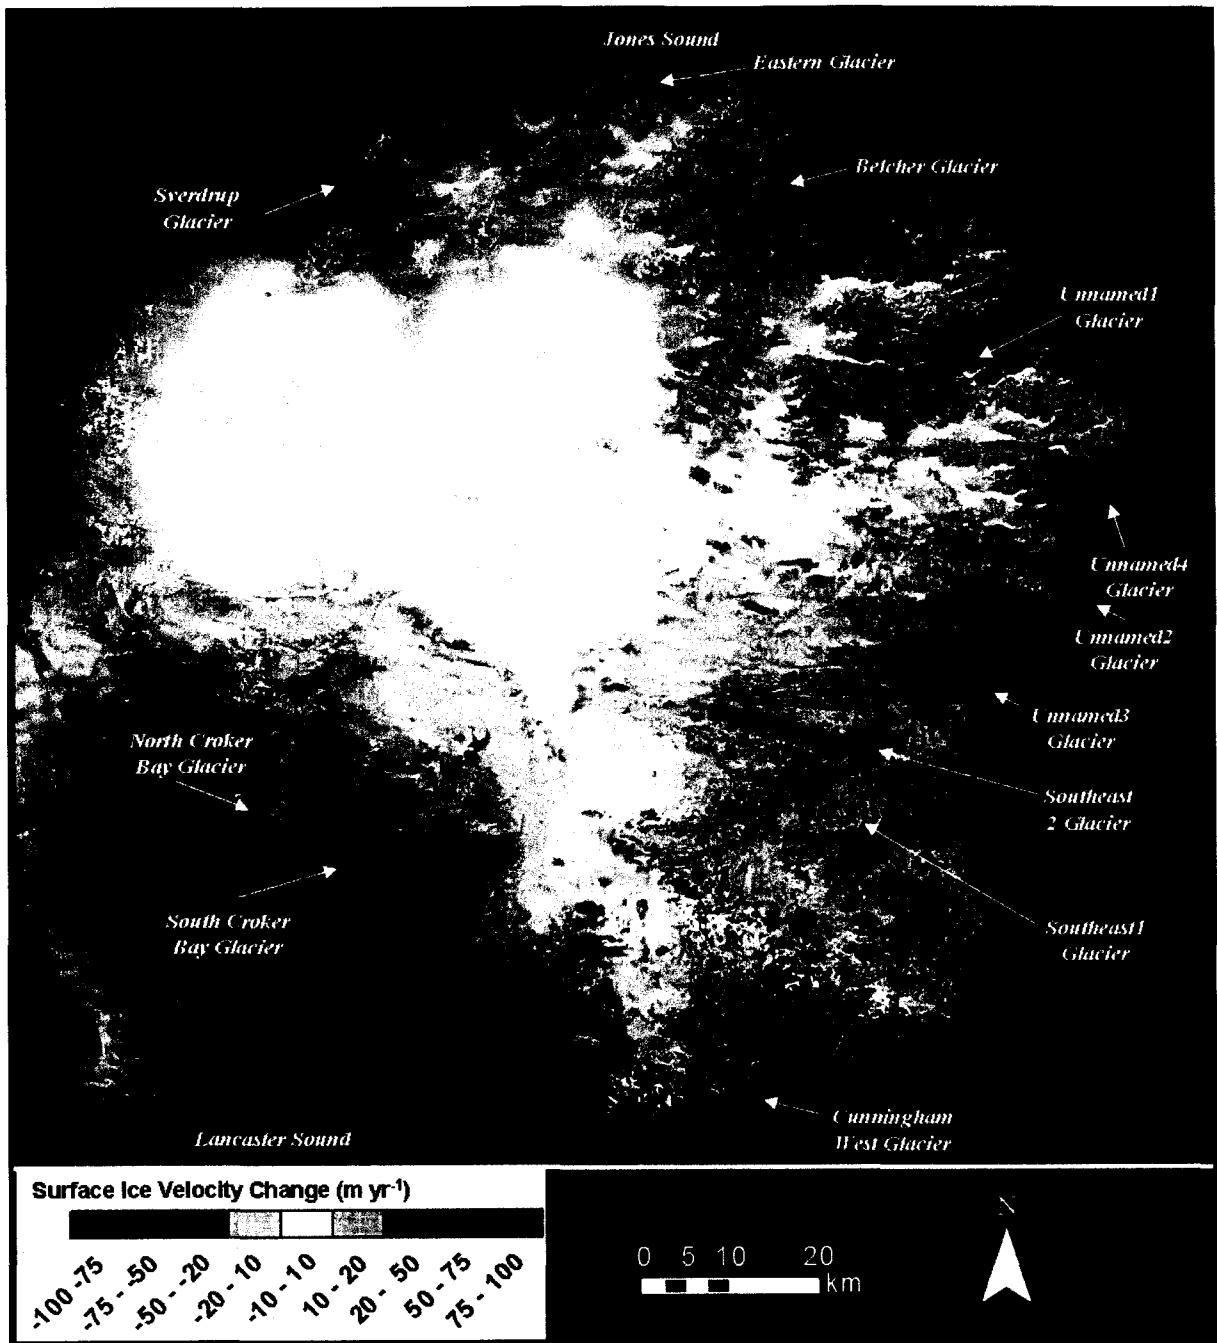 Jones Sound
Eastern Glacier
Belcher Glacier
Sverdrup
Glacier
Unnamed1
Glacier
Unnamed4
Glacier
Unnamed2
Glacier
Unnamed3
Glacier
North Croker
Bay Glacier
Southeast
2 Glacier
South Croker
Bay Glacier
Southeast1
Glacier
Cunningham
West Glacier
Lancaster Sound
Surface Ice Velocity Change (m yr-1)
-100 -75
-75 - -50
-50 - -20
-20 - 10
-10 - 10
10 - 20
20 - 50
50 - 75
75 - 100
0 5 10 20
km
N